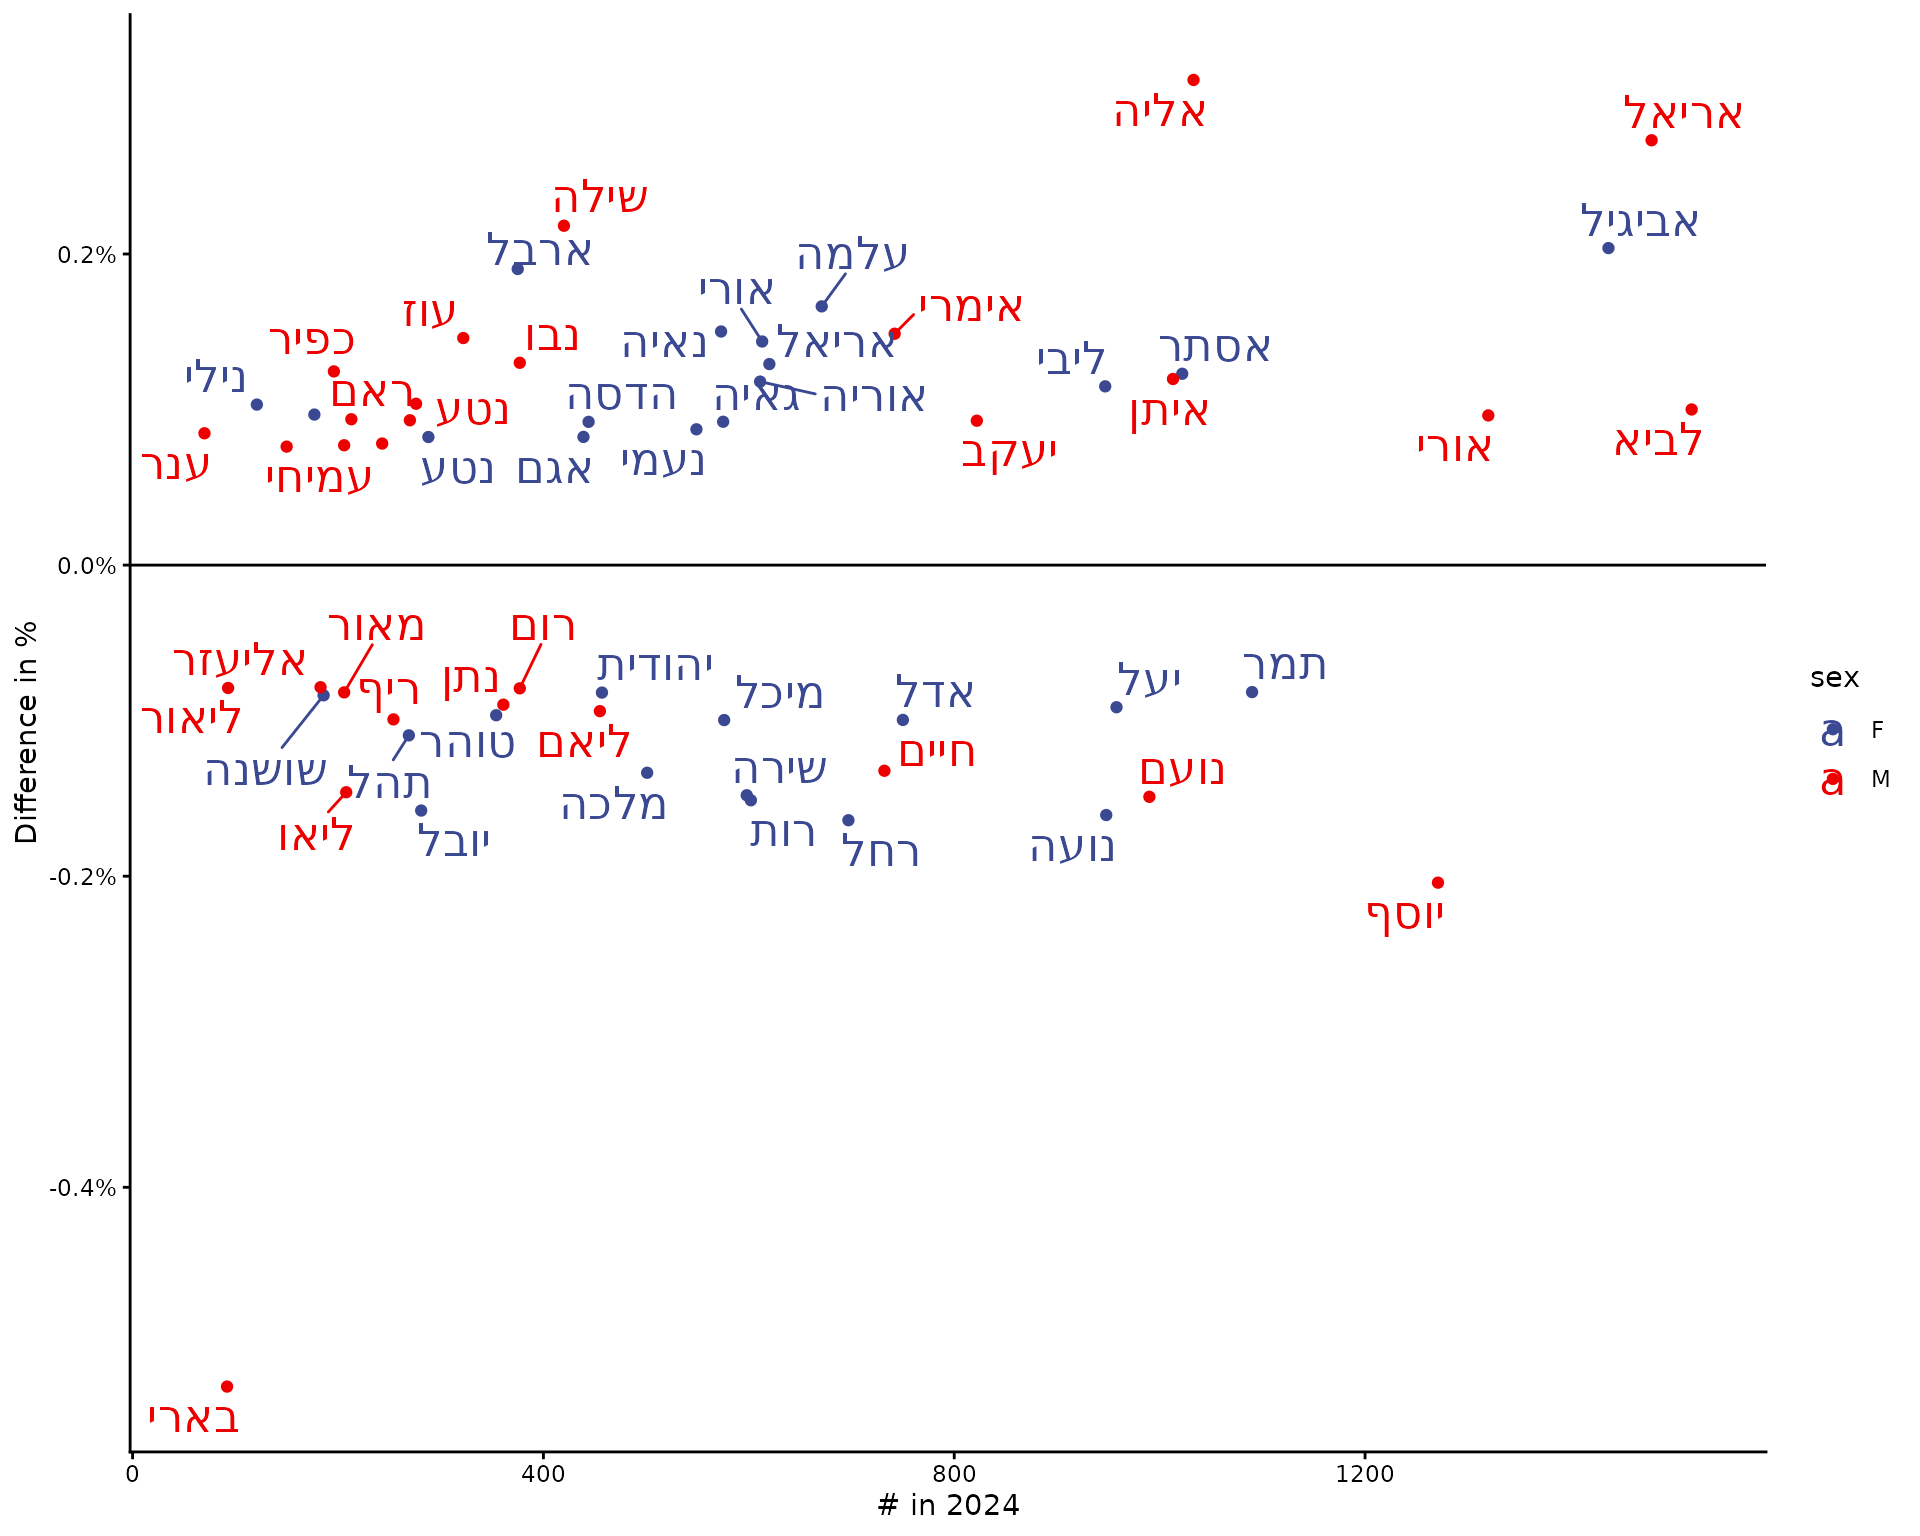 אליה
אריאל
שילה
אביגיל
ארבל
עלמה
0.2%
אורי
אימרי
עוז
נבו
כפיר
נאיה
אריאל
אסתר
ליבי
נילי
ראם
הדסה
גאיה
אוריה
נטע
איתן
ענר
עמיחי
נטע
אגם
נעמי
יעקב
אורי
לביא
0.0%
מאור
רום
אליעזר
נתן
יהודית
יעל
תמר
ליאור
ריף
מיכל
אדל
שושנה
תהל
טוהר
ליאם
שירה
חיים
נועם
ליאו
יובל
מלכה
רות
רחל
נועה
-0.2%
יוסף
-0.4%
בארי
0
400
800
1200
# in 2024
Difference in %
sex
a F
a M